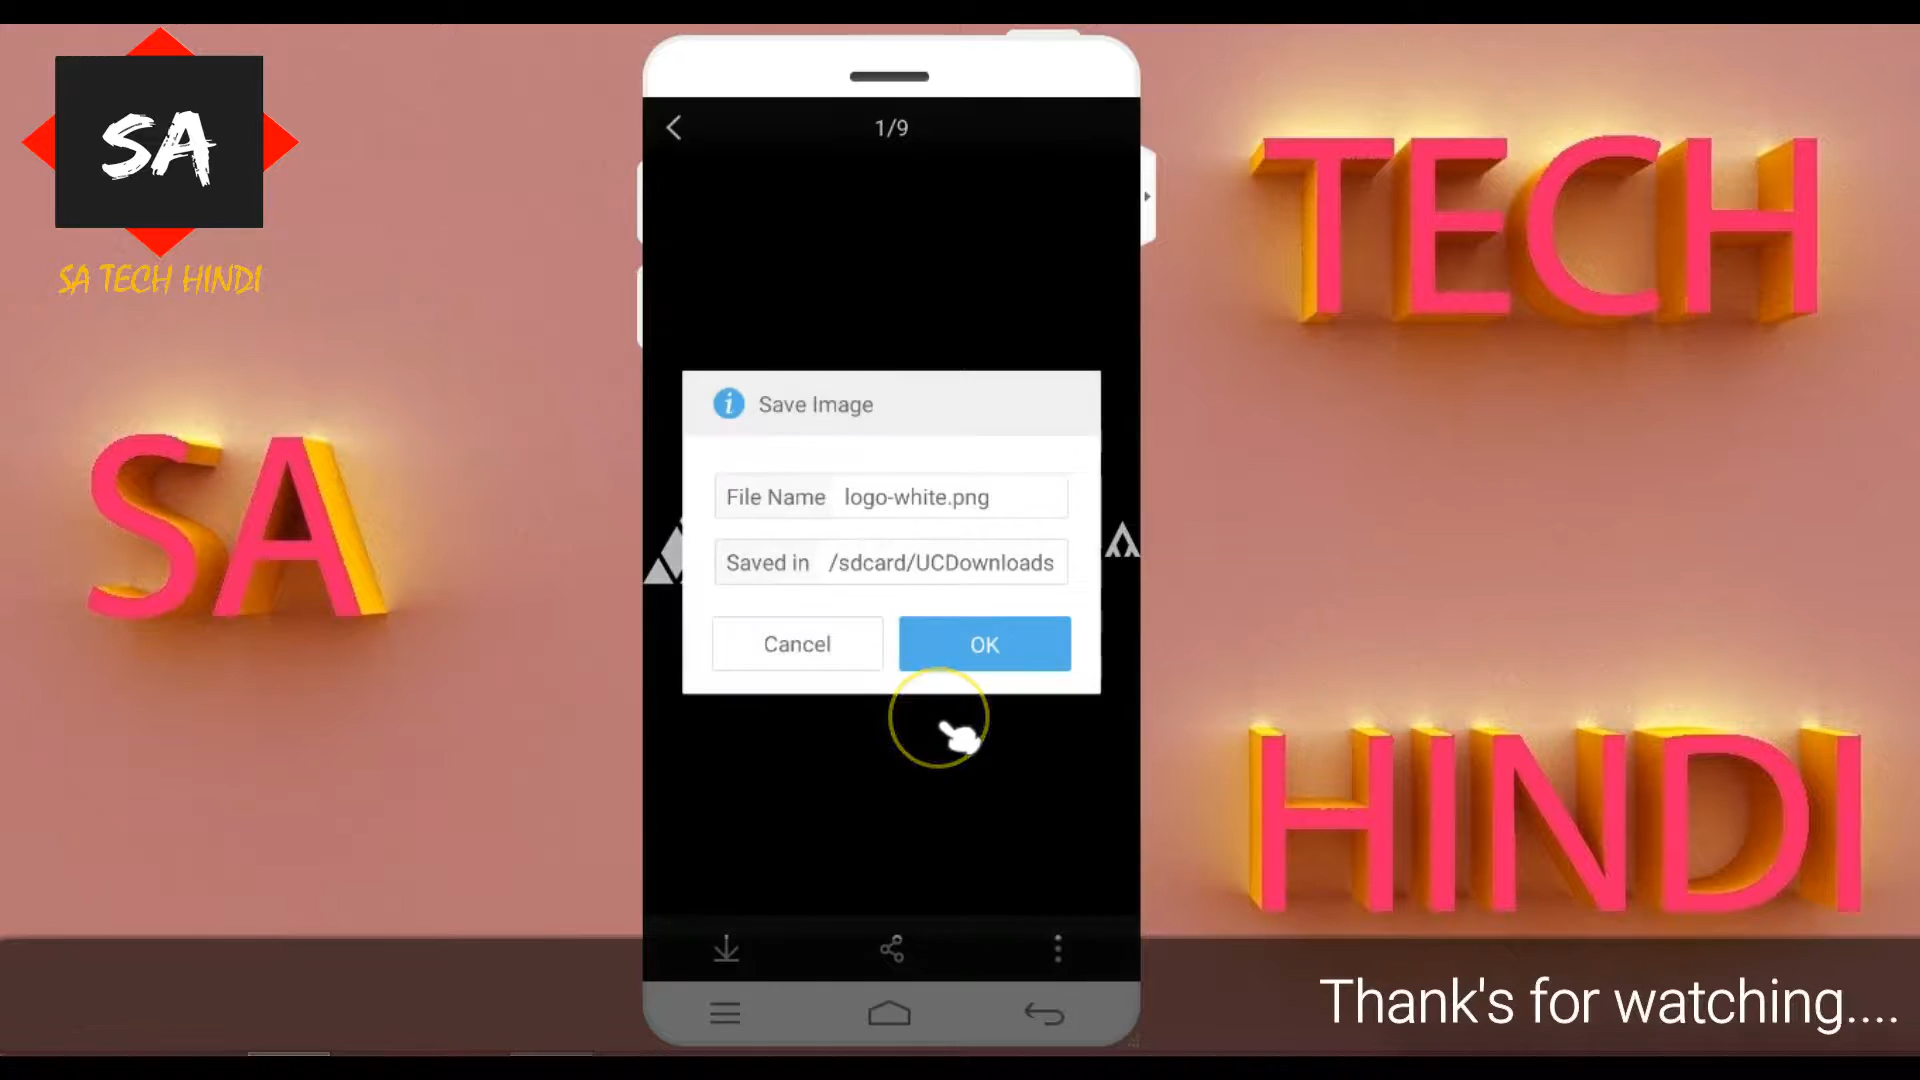 SA
SA TECH HINDI
SA
TECH
HINDI
1/9
Save Image
File Name logo-white.png
Saved in /sdcard/UCDownloads
Cancel
OK
Thank's for watching....